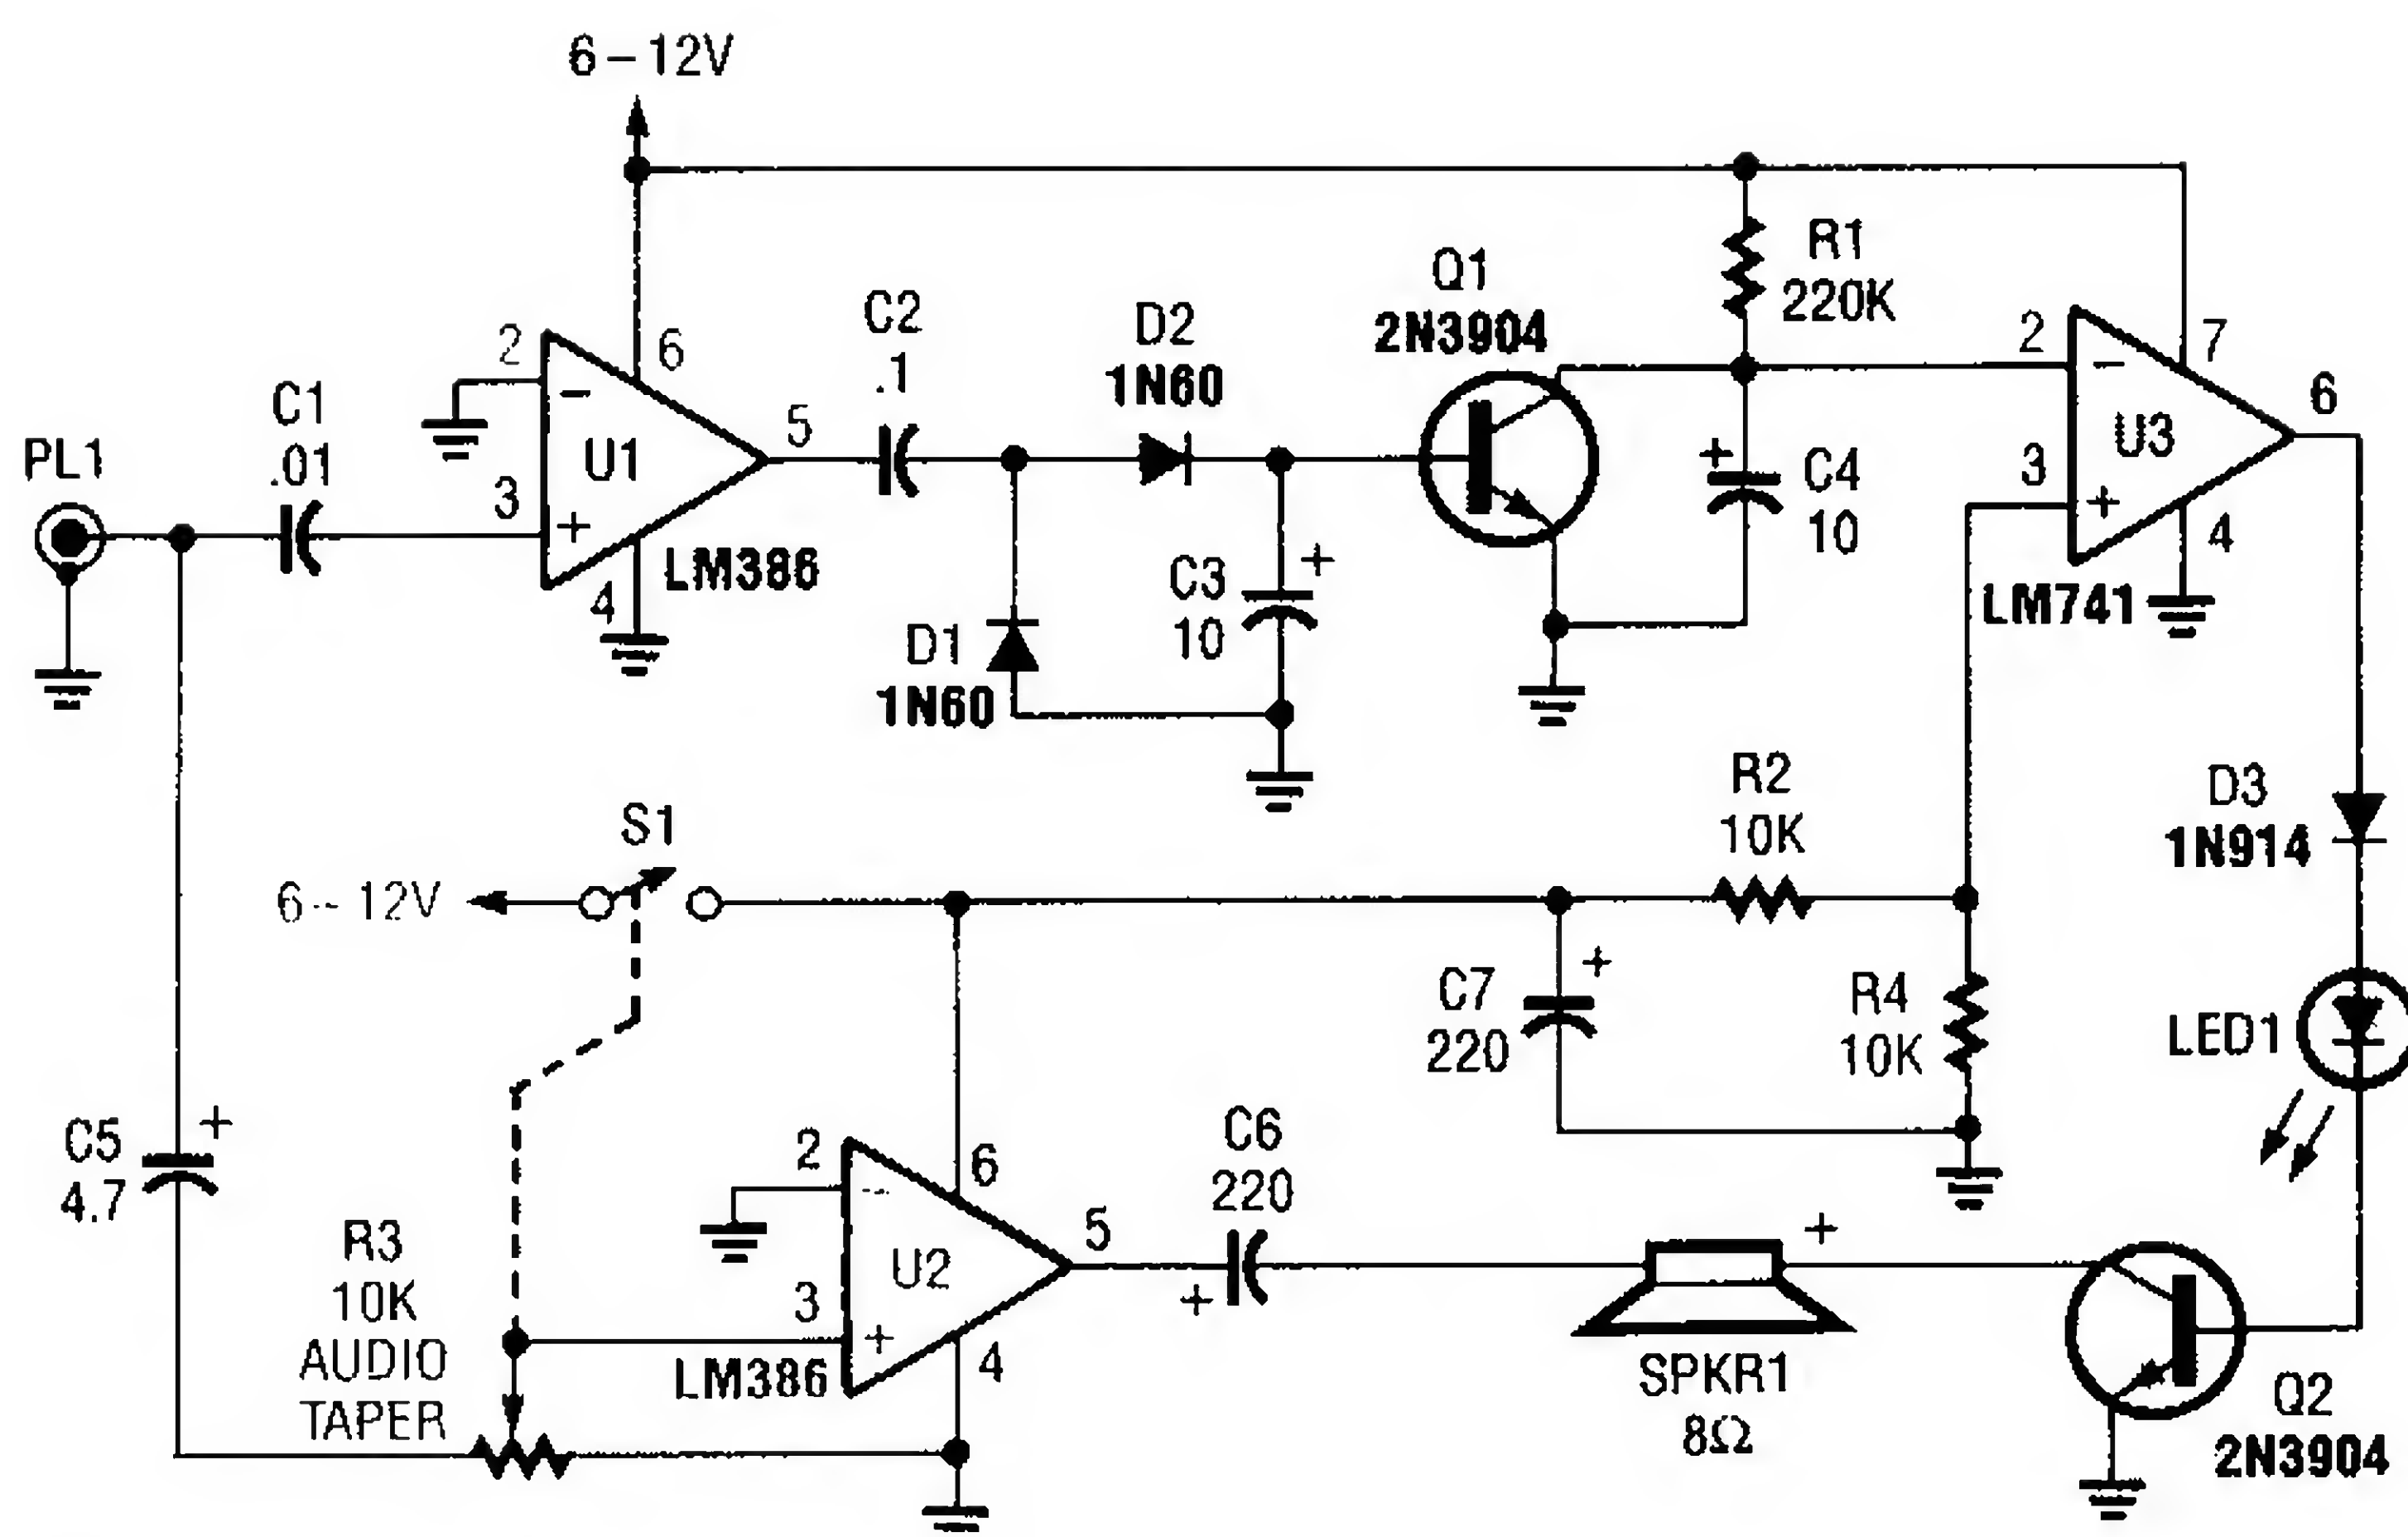 6 – 12V
R1
220K
Q1
2N3904
C2
.1
D2
1N60
2
6
2
7
6
C1
.01
PL1
5
–
U1
–
U3
3
+
3
+
+
C4
10
4
LM386
4
LM741
D1
1N60
C3
10
+
R2
10K
D3
1N914
S1
6 – 12V
C7
220
+
R4
10K
LED1
C5
4.7
+
2
–
6
C6
220
5
U2
+
+
R3
10K
AUDIO
TAPER
3
+
4
LM386
SPKR1
8Ω
Q2
2N3904